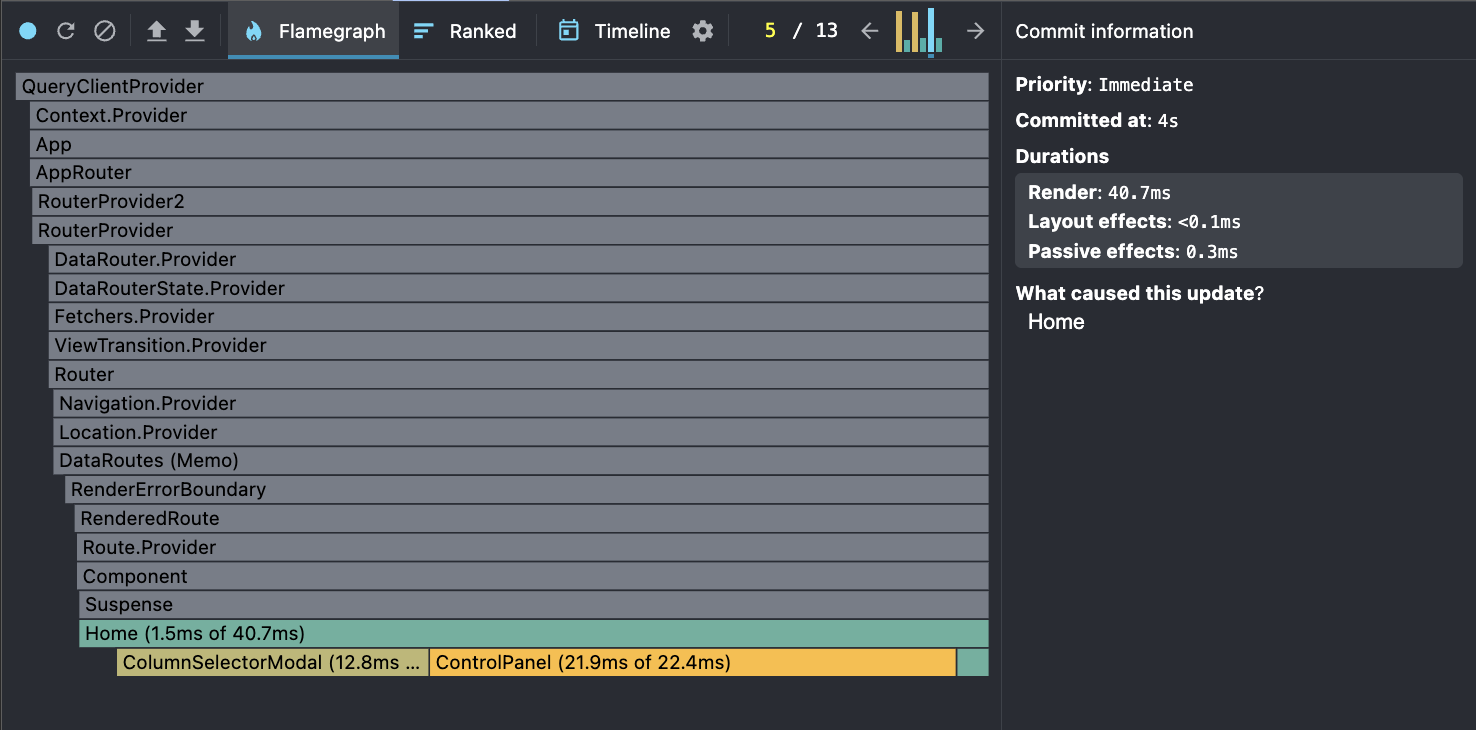 Flamegraph Ranked Timeline 5 / 13 Commit information
QueryClientProvider
Context.Provider
App
AppRouter
RouterProvider2
RouterProvider
DataRouter.Provider
DataRouterState.Provider
Fetchers.Provider
ViewTransition.Provider
Router
Navigation.Provider
Location.Provider
DataRoutes (Memo)
RenderErrorBoundary
RenderedRoute
Route.Provider
Component
Suspense
Home (1.5ms of 40.7ms)
ColumnSelectorModal (12.8ms ... ControlPanel (21.9ms of 22.4ms)
Priority: Immediate
Committed at: 4s
Durations
Render: 40.7ms
Layout effects: <0.1ms
Passive effects: 0.3ms
What caused this update?
Home